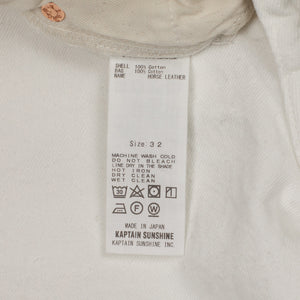 SHELL 100% Cotton
BAG 100% Cotton
NAME HORSE LEATHER
Size:32
MACHINE WASH COLD
DO NOT BLEACH
LINE DRY IN THE SHADE
HOT IRON
DRY CLEAN
WET CLEAN
30
P W
MADE IN JAPAN
KAPTAIN SUNSHINE
KAPTAIN SUNSHINE INC.